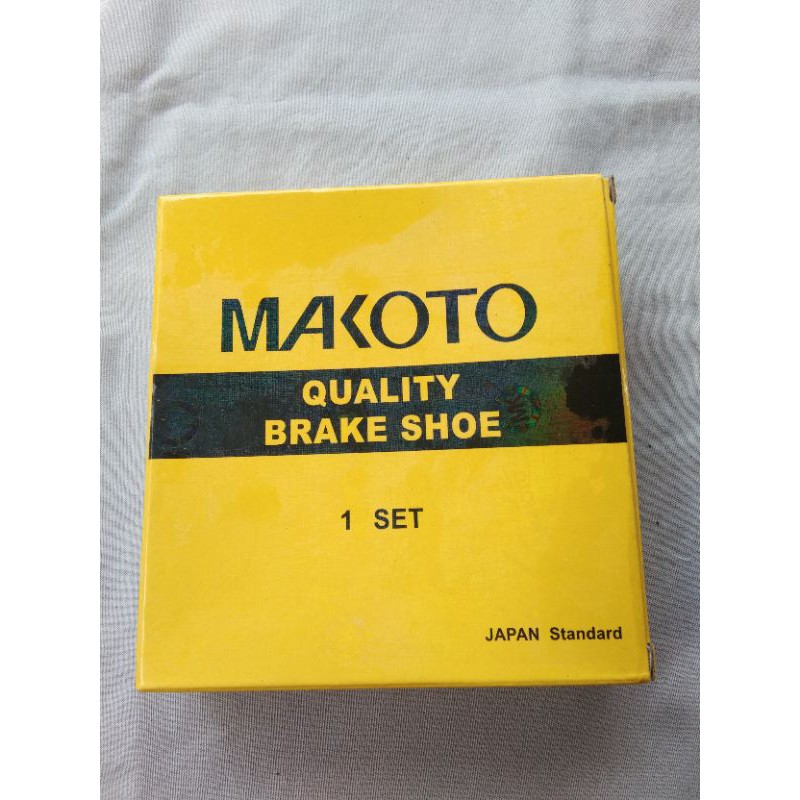 MAKOTO
QUALITY
BRAKE SHOE
1 SET
JAPAN Standard